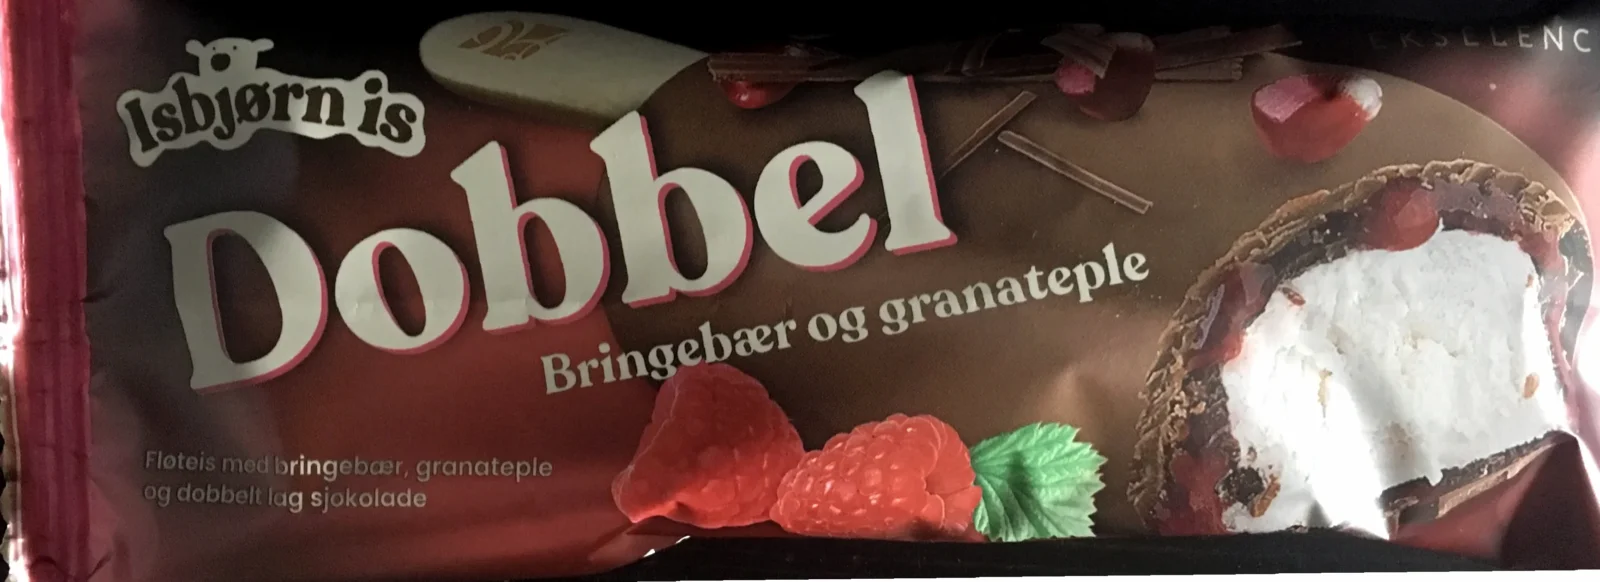 Isbjørn is
Dobbel
Bringebær og granateple
Fløteis med bringebær, granateple
og dobbelt lag sjokolade